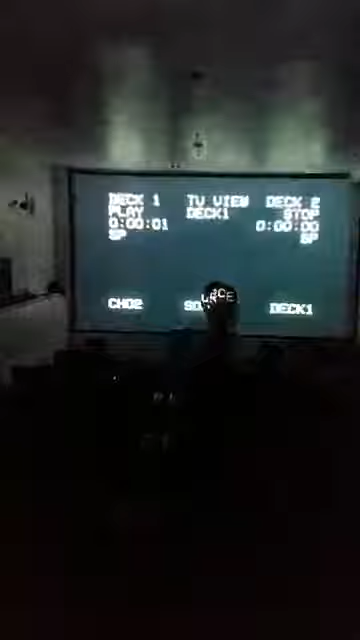 DECK 1 TV VIEW DECK 2
PLAY DECK1 STOP
0:00:01 0:00:00
SP SP
CH02 SOURCE DECK1